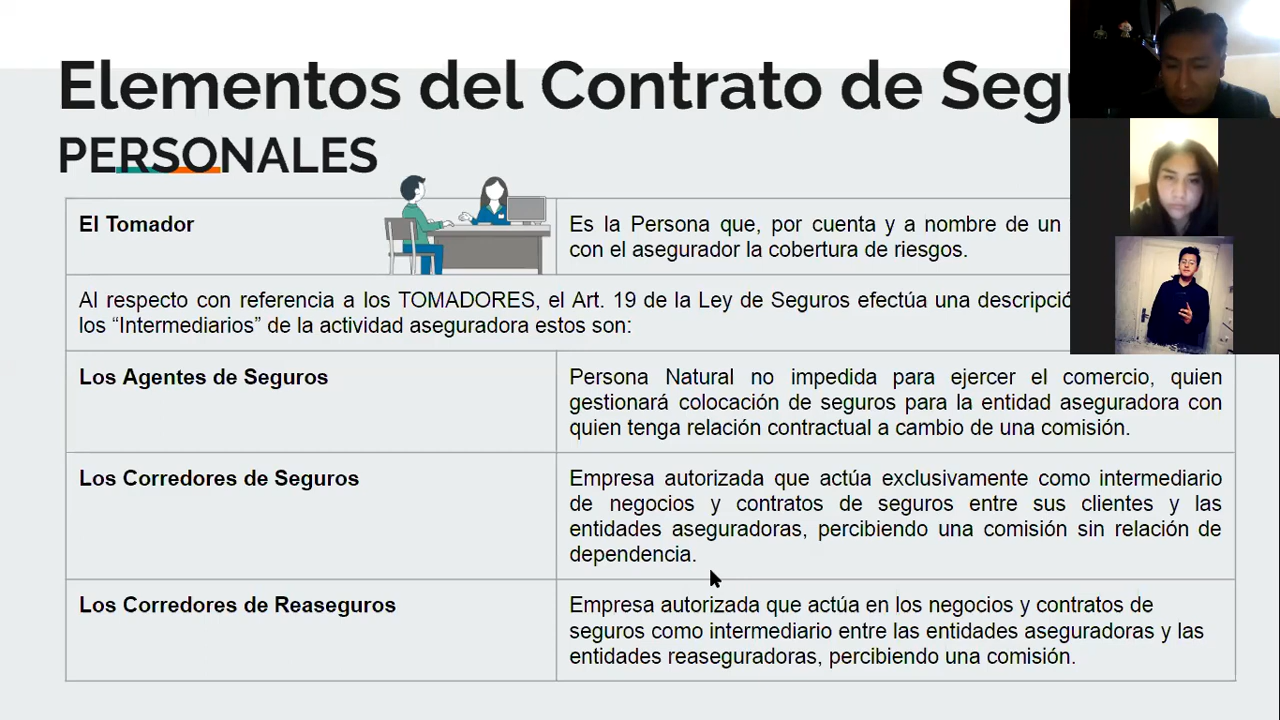 Elementos del Contrato de Segu
PERSONALES
El Tomador
Es la Persona que, por cuenta y a nombre de un
con el asegurador la cobertura de riesgos.
Al respecto con referencia a los TOMADORES, el Art. 19 de la Ley de Seguros efectúa una descripció
los “Intermediarios” de la actividad aseguradora estos son:
Los Agentes de Seguros
Persona Natural no impedida para ejercer el comercio, quien
gestionará colocación de seguros para la entidad aseguradora con
quien tenga relación contractual a cambio de una comisión.
Los Corredores de Seguros
Empresa autorizada que actúa exclusivamente como intermediario
de negocios y contratos de seguros entre sus clientes y las
entidades aseguradoras, percibiendo una comisión sin relación de
dependencia.
Los Corredores de Reaseguros
Empresa autorizada que actúa en los negocios y contratos de
seguros como intermediario entre las entidades aseguradoras y las
entidades reaseguradoras, percibiendo una comisión.